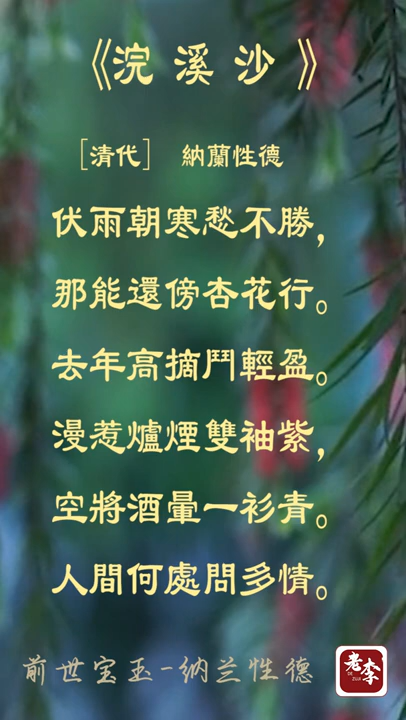 《浣溪沙》
[清代] 納蘭性德
伏雨朝寒愁不勝，
那能還傍杏花行。
去年高摘鬥輕盈。
漫惹爐煙雙袖紫，
空將酒暈一衫青。
人間何處問多情。
前世宝玉-纳兰性德
老李